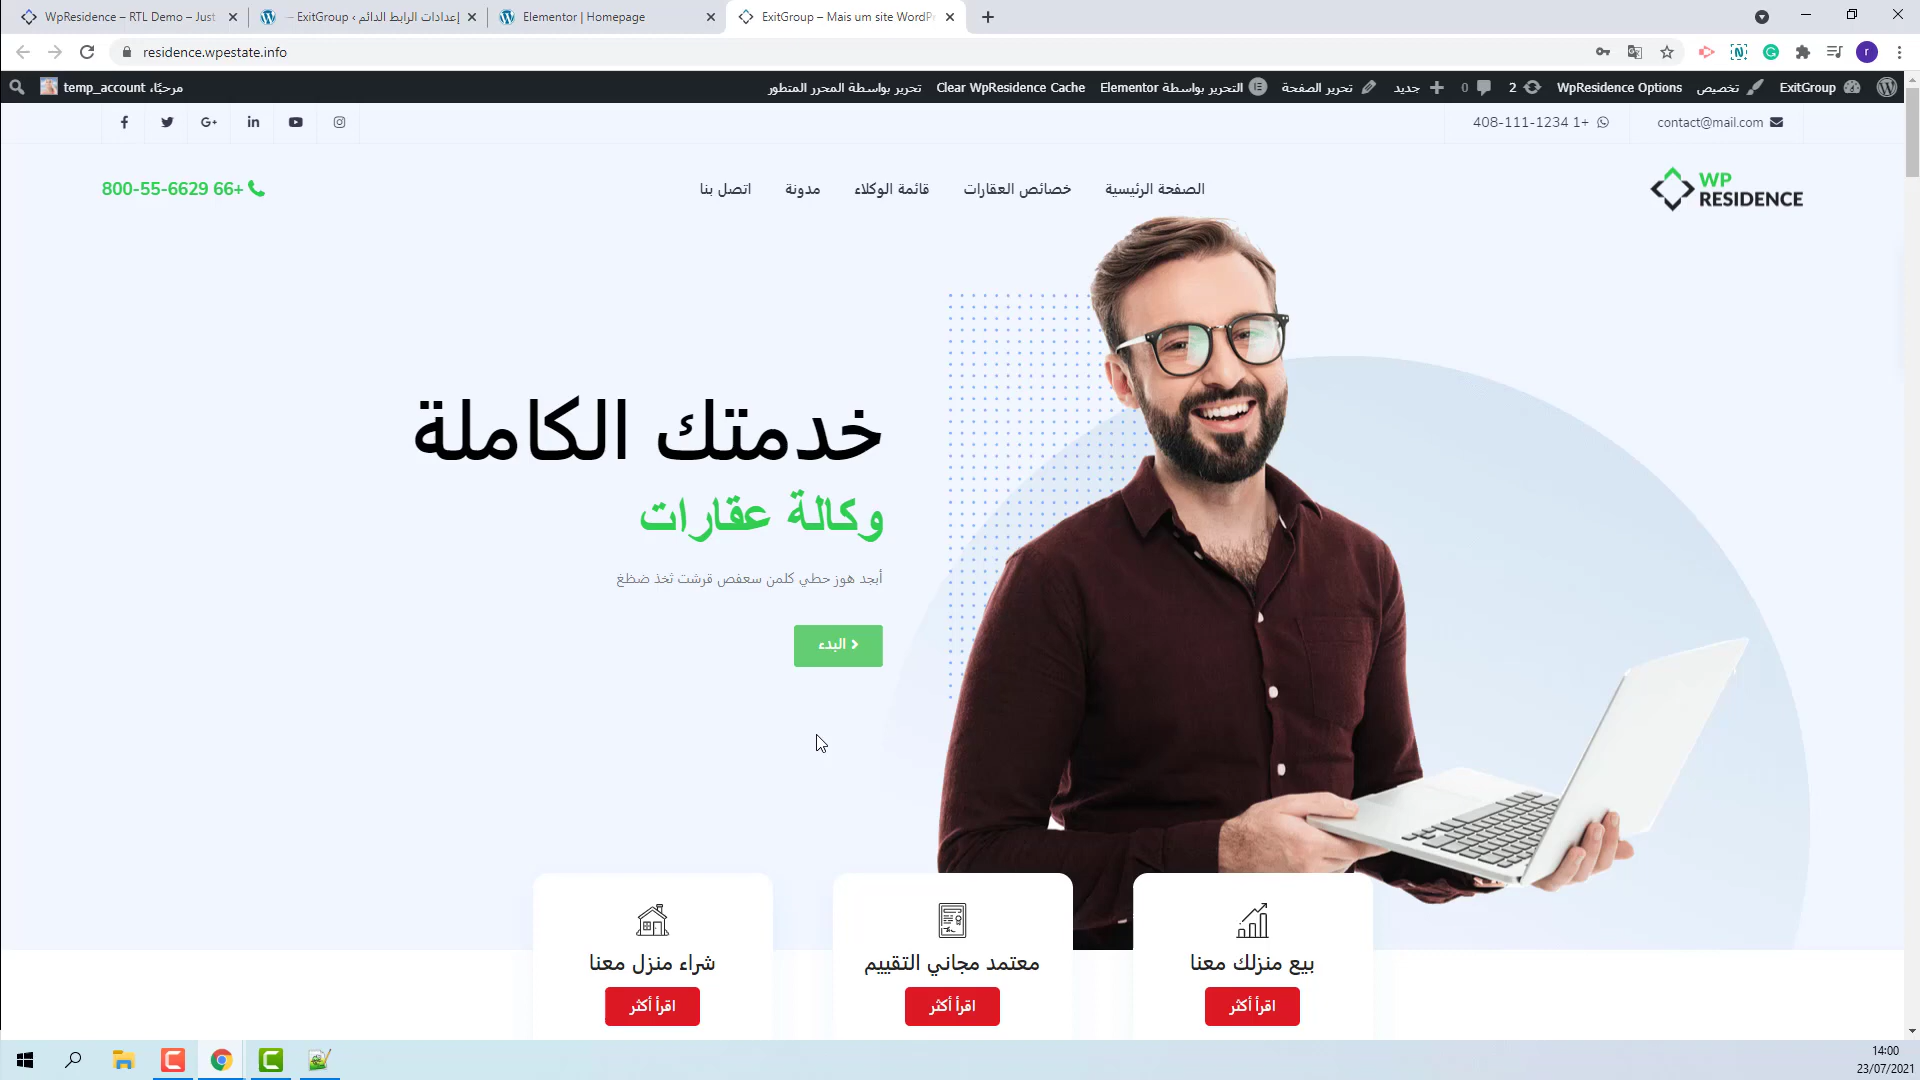 WpResidence – RTL Demo – Just
إعدادات الرابط الدائم ‹ ExitGroup —
Elementor | Homepage
ExitGroup – Mais um site WordPr
residence.wpestate.info
r
مرحبًا، temp_account
تحرير بواسطة المحرر المتطور
Clear WpResidence Cache
التحرير بواسطة Elementor
تحرير الصفحة
جديد
0
2
WpResidence Options
تخصيص
ExitGroup
408-111-1234 1+
contact@mail.com
800-55-6629 66+
الصفحة الرئيسية
خصائص العقارات
قائمة الوكلاء
مدونة
اتصل بنا
WP
RESIDENCE
خدمتك الكاملة
وكالة عقارات
أبجد هوز حطي كلمن سعفص قرشت ثخذ ضظغ
البدء
بيع منزلك معنا
معتمد مجاني التقييم
شراء منزل معنا
اقرأ أكثر
اقرأ أكثر
اقرأ أكثر
14:00
23/07/2021